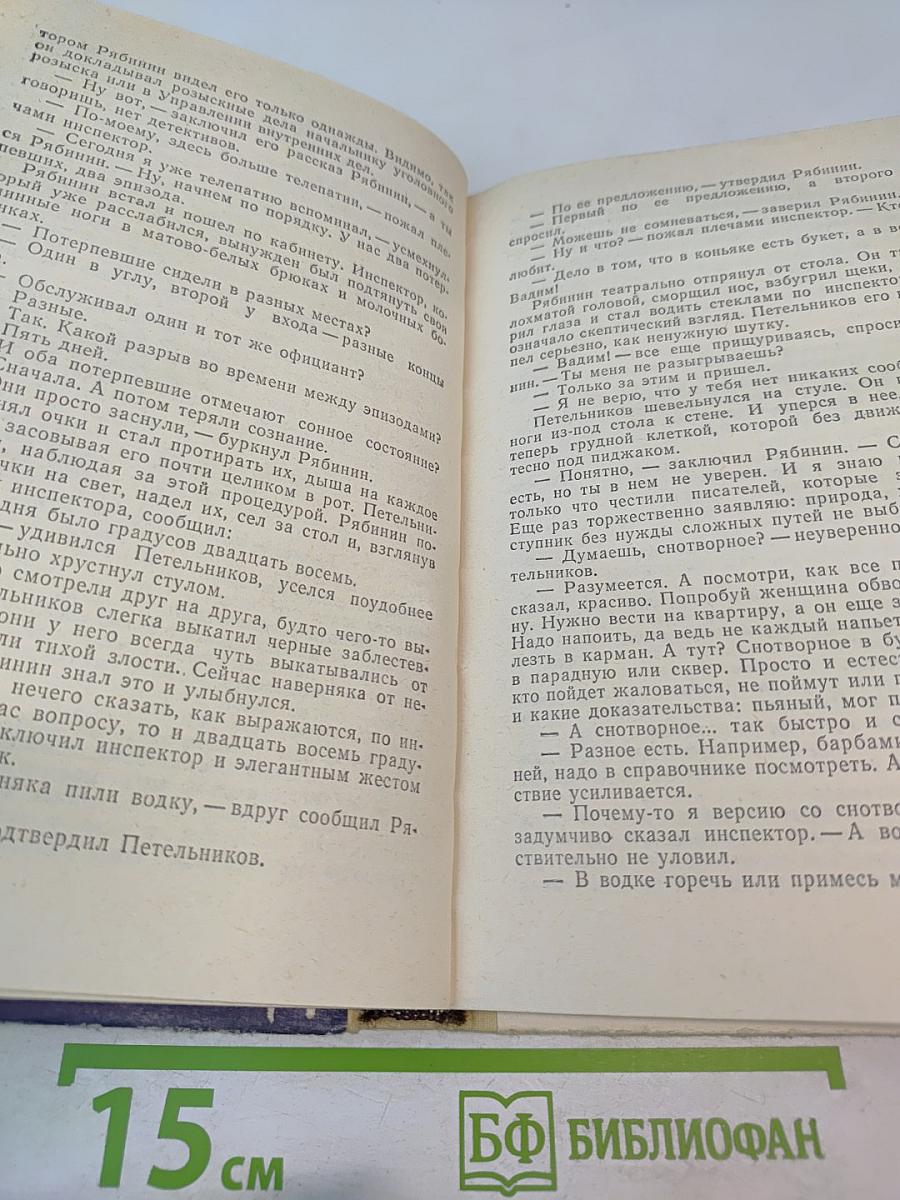 тором Рябинин видел его только однажды. Видимо, так
он докладывал розыскные дела начальнику уголовного
розыска или в Управлении внутренних дел.
— Ну вот, — заключил его рассказ Рябинин, — а ты
говоришь, нет детективов.
— По-моему, здесь больше телепатии, — пожал пле-
чами инспектор.
— Сегодня я уже телепатию вспоминал, — усмехнул-
ся Рябинин. — Ну, начнем по порядку. У нас два потер-
певших, два эпизода.
Рябинин встал и пошел по кабинету. Инспектор, ко-
торый уже расслабился, вынужден был подтянуть свои
длинные ноги в матово-белых брюках и молочных бо-
тинках.
— Потерпевшие сидели в разных местах?
— Один в углу, второй у входа — разные концы
— Обслуживал один и тот же официант?
Разные.
Так. Какой разрыв во времени между эпизодами?
Пять дней.
И оба потерпевшие отмечают сонное состояние?
Сначала. А потом теряли сознание.
Они просто заснули, — буркнул Рябинин.
очки и стал протирать их, дыша на каждое
засовывая его почти целиком в рот. Петельни-
наблюдая за этой процедурой. Рябинин по-
очки на свет, надел их, сел за стол и, взглянув
инспектора, сообщил:
было градусов двадцать восемь.
— удивился Петельников, уселся поудобнее
хрустнул стулом.
смотрели друг на друга, будто чего-то вы-
слегка выкатил черные заблестев-
они у него всегда чуть выкатывались от
или тихой злости. Сейчас наверняка от не-
знал это и улыбнулся.
нечего сказать, как выражаются, по ин-
вопросу, то и двадцать восемь граду-
заключил инспектор и элегантным жестом
пили водку, — вдруг сообщил Ря-
подтвердил Петельников.
— По ее предложению, — утвердил Рябинин.
— Первый по ее предложению, а второго
спросил.
— Можешь не сомневаться, — заверил Рябинин.
— Ну и что? — пожал плечами инспектор. — Кто
любит.
— Дело в том, что в коньяке есть букет, а в
Вадим!
Рябинин театрально отпрянул от стола. Он
лохматой головой, сморщил нос, взбугрил щеки,
рил глаза и стал водить стеклами по инспектор
означало скептический взгляд. Петельников его
пел серьезно, как ненужную шутку.
— Вадим! — все еще прищуриваясь, спроси
нин. — Ты меня не разыгрываешь?
— Только за этим и пришел.
— Я не верю, что у тебя нет никаких сооб
Петельников шевельнулся на стуле. Он
ноги из-под стола к стене. И уперся в нее,
теперь грудной клеткой, которой без движ
тесно под пиджаком.
— Понятно, — заключил Рябинин. — С
есть, но ты в нем не уверен. И я знаю
только что честили писателей, которые
Еще раз торжественно заявляю: природа,
ступник без нужды сложных путей не выб
— Думаешь, снотворное? — неуверенно
тельников.
— Разумеется. А посмотри, как все п
сказал, красиво. Попробуй женщина обво
ну. Нужно вести на квартиру, а он еще з
Надо напоить, да ведь не каждый напьет
лезть в карман. А тут? Снотворное в бу
в парадную или сквер. Просто и естес
кто пойдет жаловаться, не поймут или п
и какие доказательства: пьяный, мог п
— А снотворное... так быстро и с
— Разное есть. Например, барбами
ней, надо в справочнике посмотреть. А
ствие усиливается.
— Почему-то я версию со снотво
задумчиво сказал инспектор. — А во
ствительно не уловил.
— В водке горечь или примесь м
15 см
БФ БИБЛИОФАН